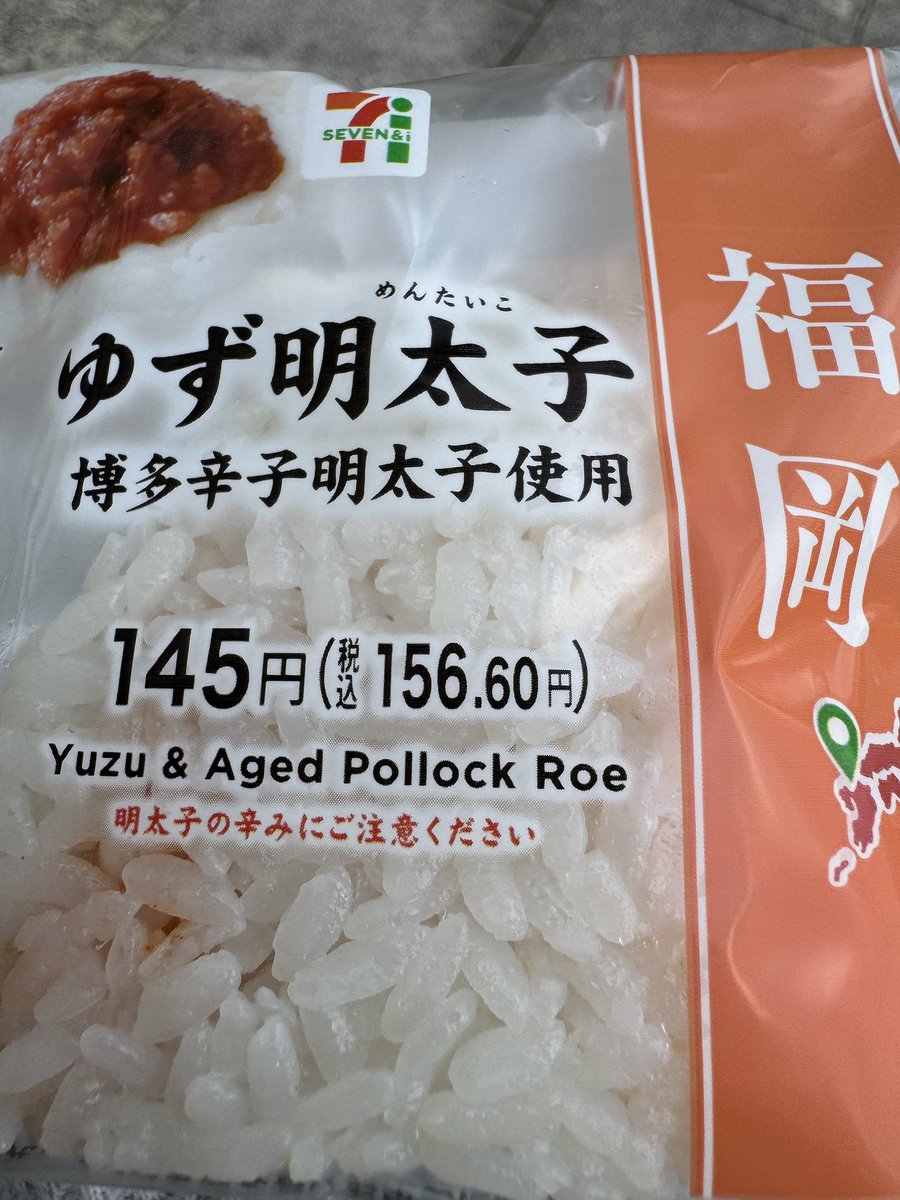 SEVEN&i
めんたいこ
ゆず明太子
博多辛子明太子使用
145円(税込156.60円)
Yuzu & Aged Pollock Roe
明太子の辛みにご注意ください
福岡